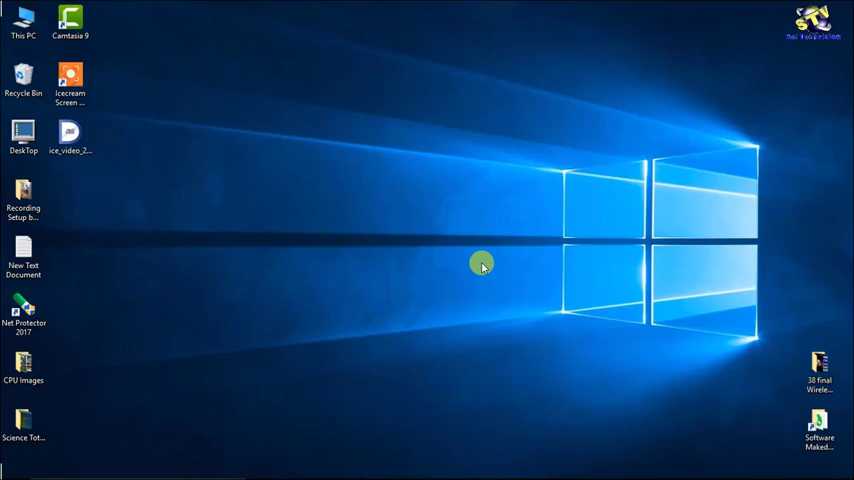 This PC
Camtasia 9
Recycle Bin
Icecream
Screen ...
DeskTop
ice_video_2...
Recording
Setup b...
New Text
Document
Net Protector
2017
CPU Images
Science Tot...
STV
38 final
Wirele...
Software
Maked...